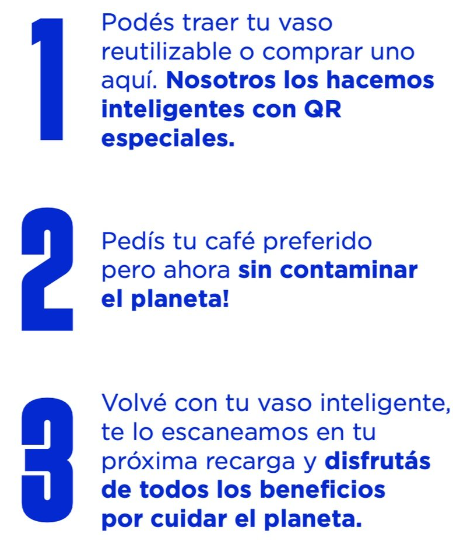 1
Podés traer tu vaso
reutilizable o comprar uno
aquí. Nosotros los hacemos
inteligentes con QR
especiales.
2
Pedís tu café preferido
pero ahora sin contaminar
el planeta!
3
Volvé con tu vaso inteligente,
te lo escaneamos en tu
próxima recarga y disfrutás
de todos los beneficios
por cuidar el planeta.